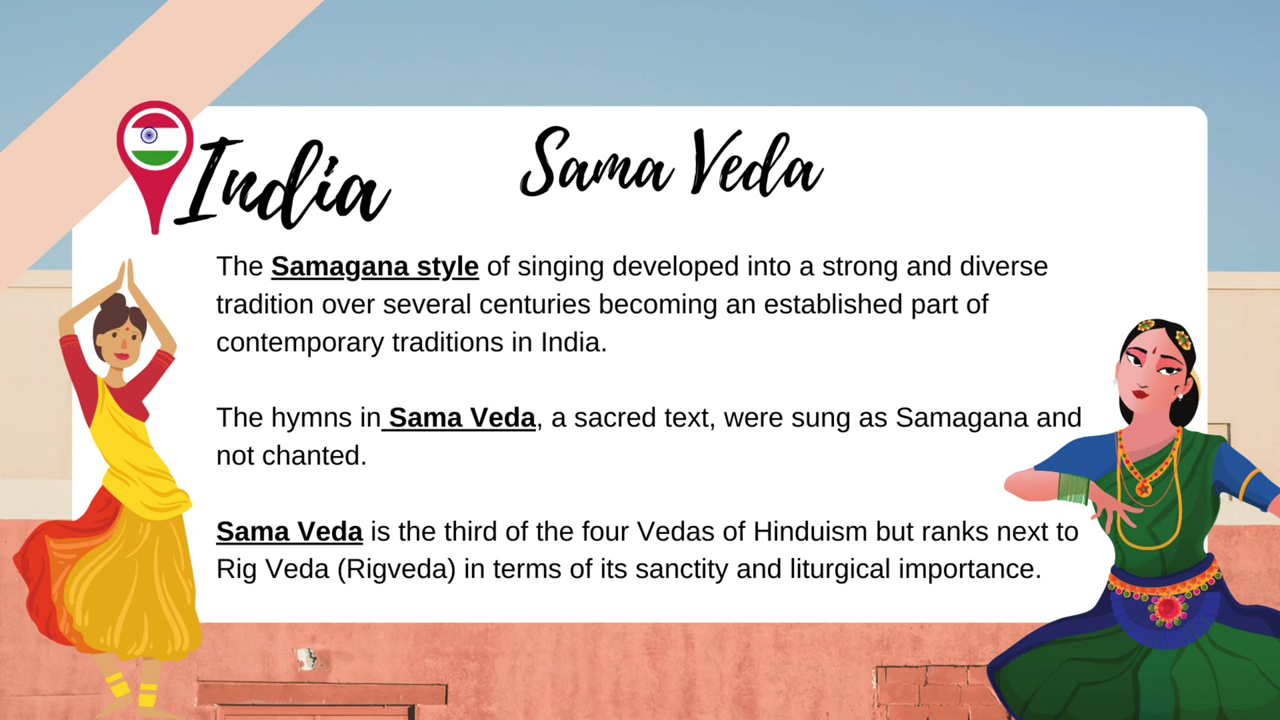 India
Sama Veda
The Samagana style of singing developed into a strong and diverse
tradition over several centuries becoming an established part of
contemporary traditions in India.
The hymns in Sama Veda, a sacred text, were sung as Samagana and
not chanted.
Sama Veda is the third of the four Vedas of Hinduism but ranks next to
Rig Veda (Rigveda) in terms of its sanctity and liturgical importance.